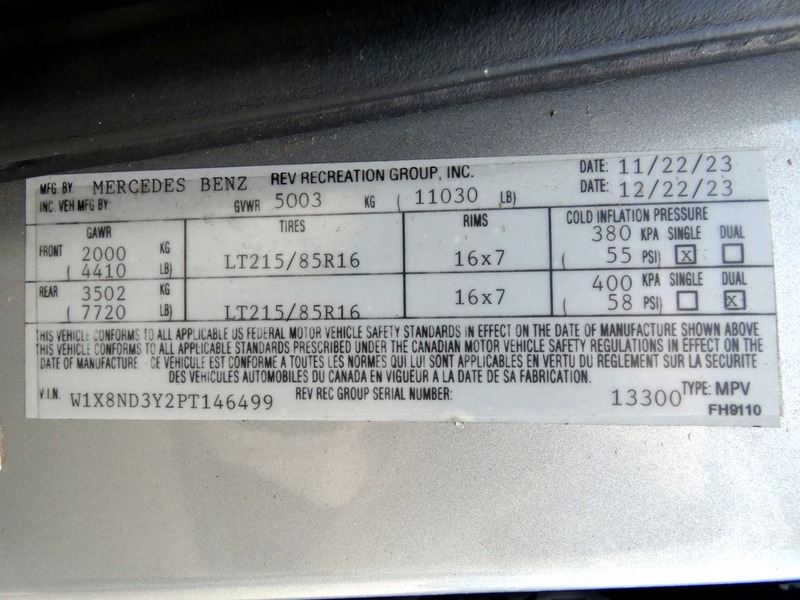 MFG BY: MERCEDES BENZ REV RECREATION GROUP, INC. DATE: 11/22/23
INC. VEH MFG BY: GVWR 5003 KG ( 11030 LB) DATE: 12/22/23
GAWR TIRES RIMS COLD INFLATION PRESSURE
FRONT 2000 KG LT215/85R16 16x7 380 KPA SINGLE DUAL
( 4410 LB) ( 55 PSI) X
REAR 3502 KG LT215/85R16 16x7 400 KPA SINGLE DUAL
( 7720 LB) ( 58 PSI) X
THIS VEHICLE CONFORMS TO ALL APPLICABLE US FEDERAL MOTOR VEHICLE SAFETY STANDARDS IN EFFECT ON THE DATE OF MANUFACTURE SHOWN ABOVE
THIS VEHICLE CONFORMS TO ALL APPLICABLE STANDARDS PRESCRIBED UNDER THE CANADIAN MOTOR VEHICLE SAFETY REGULATIONS IN EFFECT ON THE
DATE OF MANUFACTURE - CE VÉHICULE EST CONFORME A TOUTES LES NORMES QUI LUI SONT APPLICABLES EN VERTU DU REGLEMENT SUR LA SECURITE
DES VÉHICULES AUTOMOBILES DU CANADA EN VIGUEUR A LA DATE DE SA FABRICATION.
V.I.N. W1X8ND3Y2PT146499 REV REC GROUP SERIAL NUMBER: 13300 TYPE: MPV
FH9110